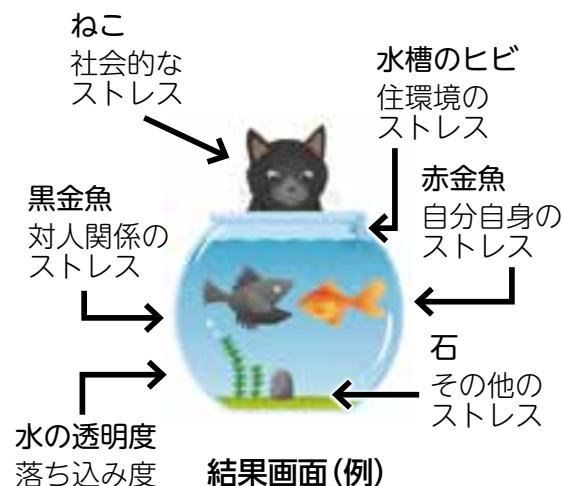 ねこ
社会的な
ストレス
水槽のヒビ
住環境の
ストレス
黒金魚
対人関係の
ストレス
赤金魚
自分自身の
ストレス
石
その他の
ストレス
水の透明度
落ち込み度
結果画面(例)